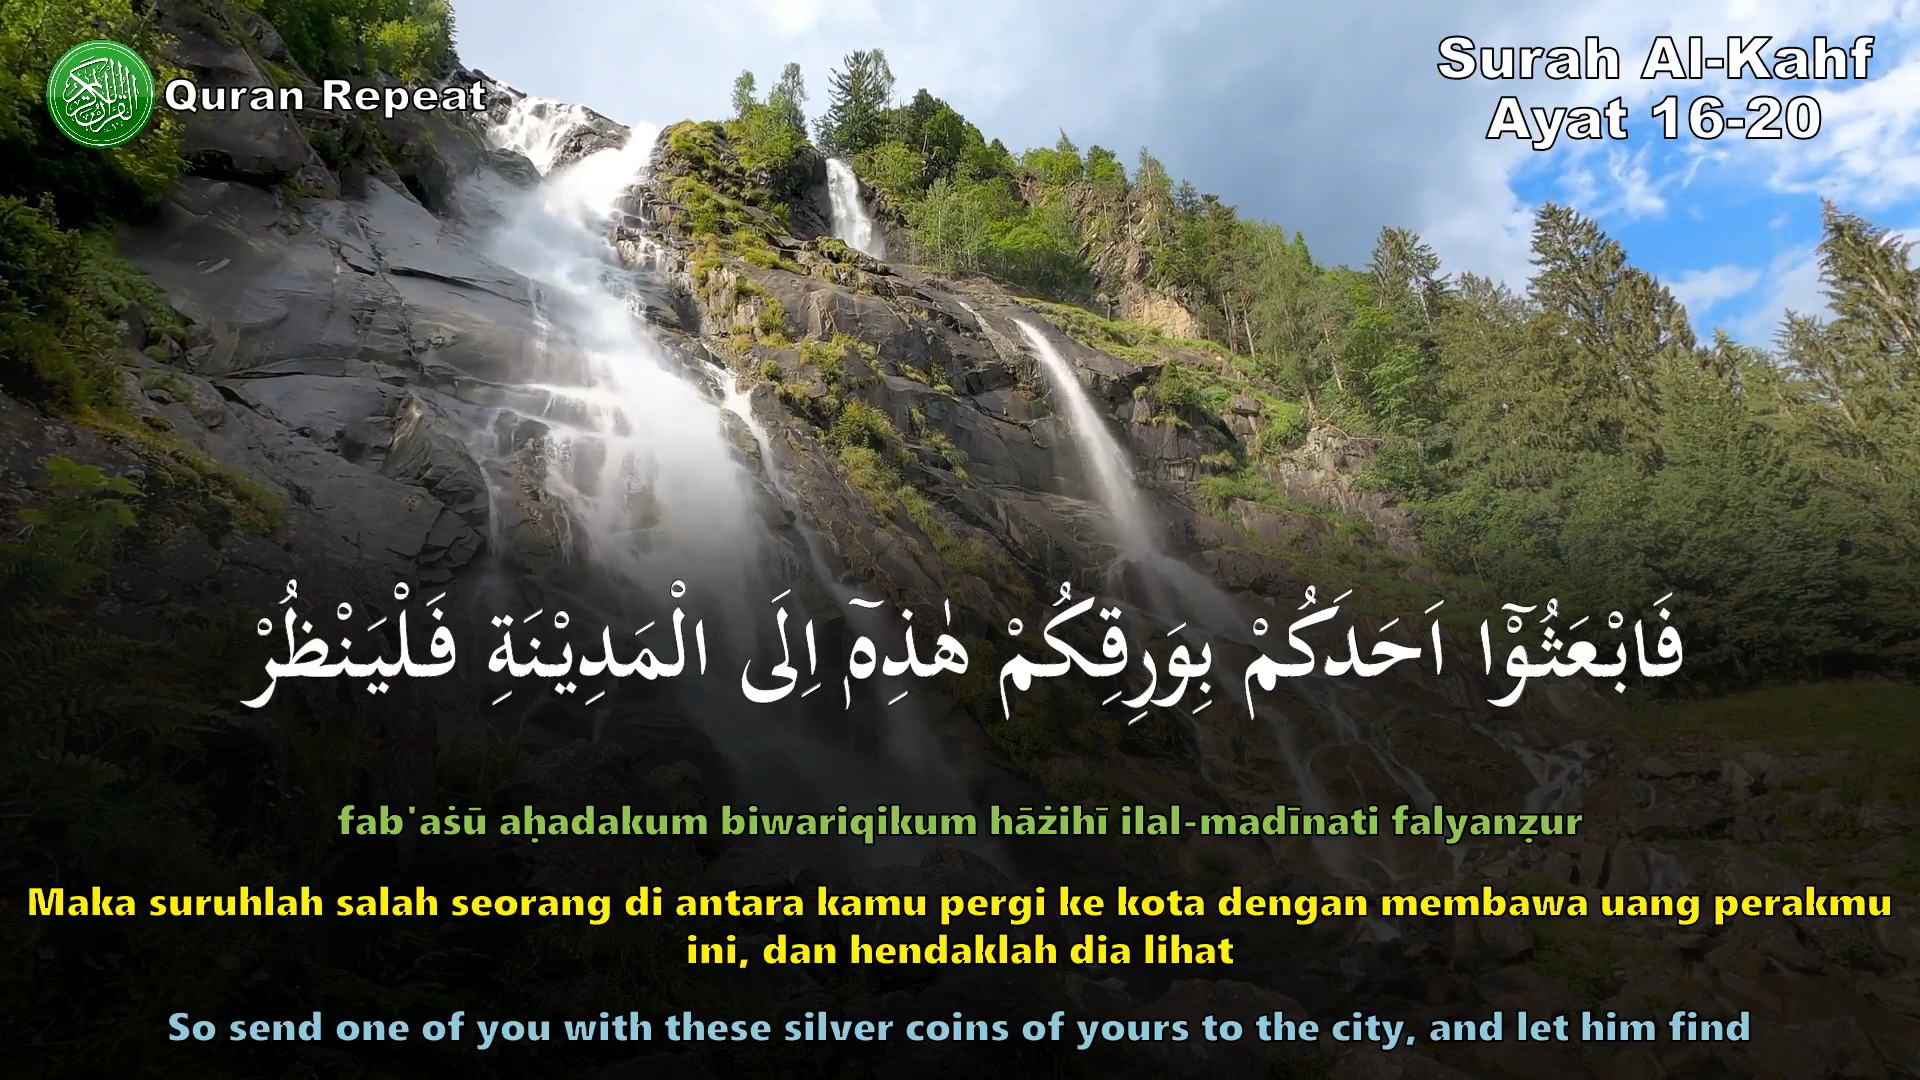 Quran Repeat
Surah Al-Kahf
Ayat 16-20
فَابْعَثُوْٓا اَحَدَكُمْ بِوَرِقِكُمْ هٰذِهٖٓ اِلَى الْمَدِيْنَةِ فَلْيَنْظُرْ
fab'aṡū aḥadakum biwariqikum hāżihī ilal-madīnati falyanẓur
Maka suruhlah salah seorang di antara kamu pergi ke kota dengan membawa uang perakmu
ini, dan hendaklah dia lihat
So send one of you with these silver coins of yours to the city, and let him find